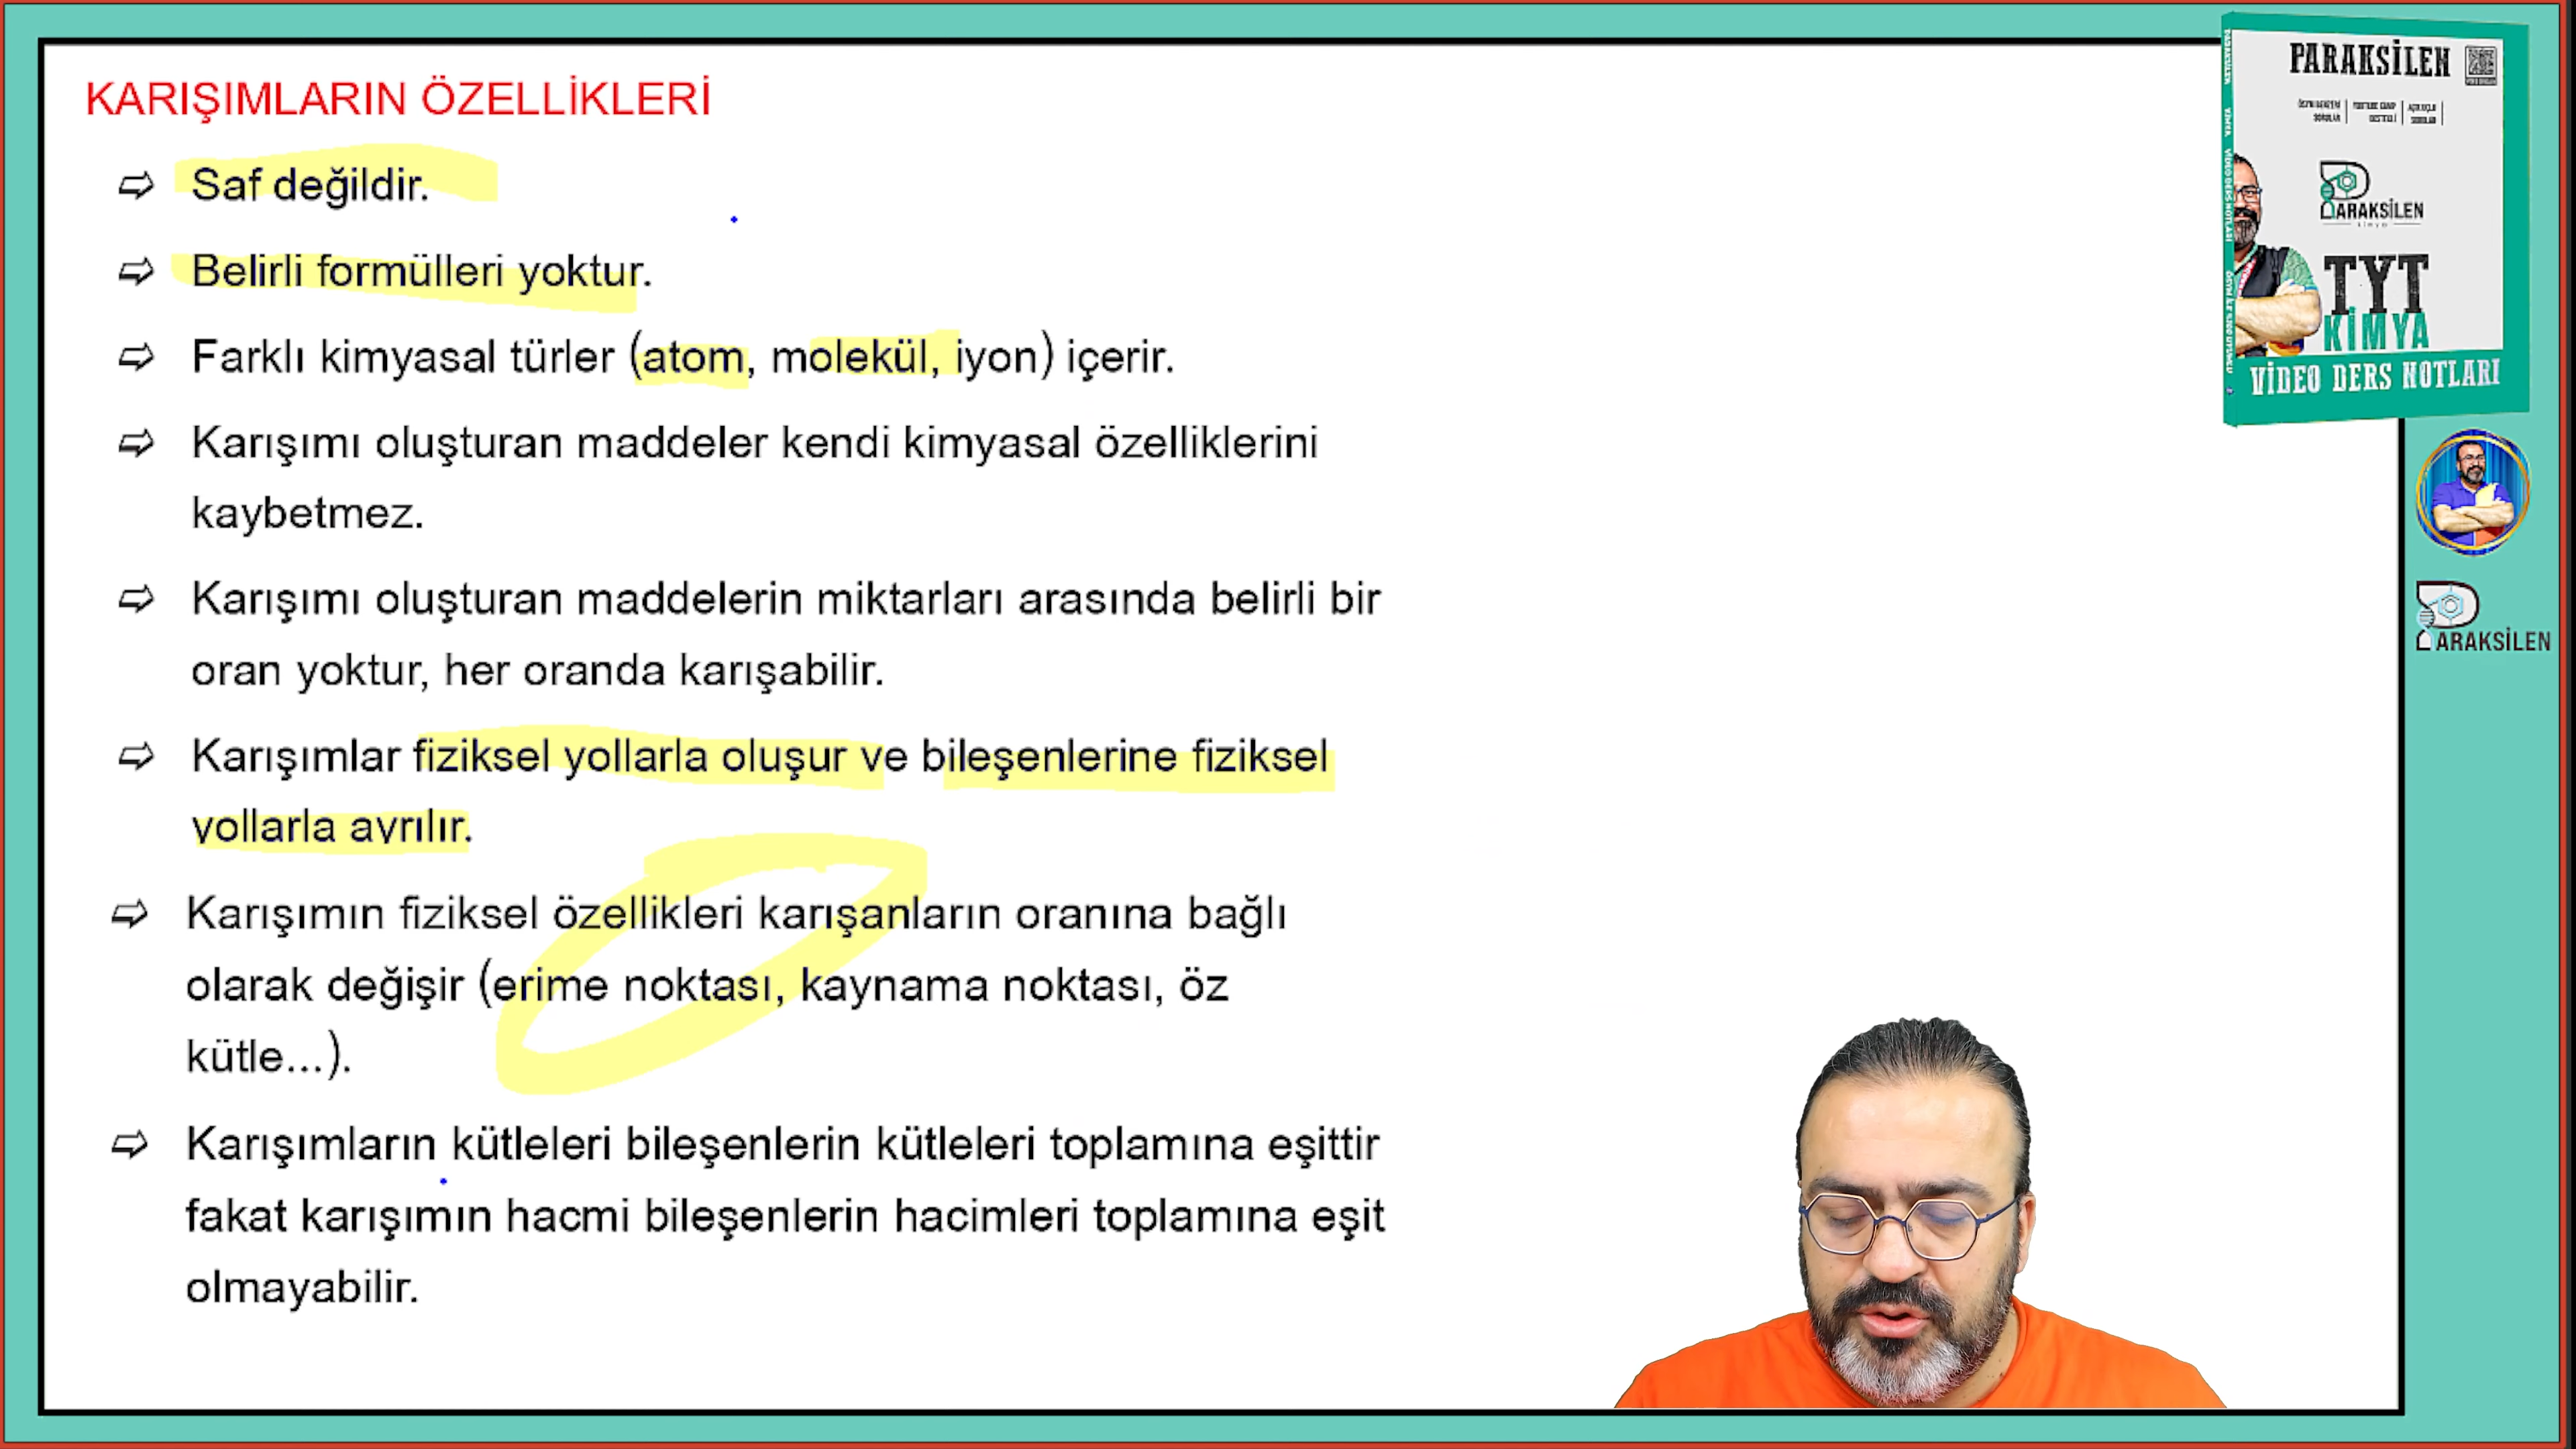 KARIŞIMLARIN ÖZELLİKLERİ
⇨ Saf değildir.
⇨ Belirli formülleri yoktur.
⇨ Farklı kimyasal türler (atom, molekül, iyon) içerir.
⇨ Karışımı oluşturan maddeler kendi kimyasal özelliklerini
kaybetmez.
⇨ Karışımı oluşturan maddelerin miktarları arasında belirli bir
oran yoktur, her oranda karışabilir.
⇨ Karışımlar fiziksel yollarla oluşur ve bileşenlerine fiziksel
yollarla ayrılır.
⇨ Karışımın fiziksel özellikleri karışanların oranına bağlı
olarak değişir (erime noktası, kaynama noktası, öz
kütle...).
⇨ Karışımların kütleleri bileşenlerin kütleleri toplamına eşittir
fakat karışımın hacmi bileşenlerin hacimleri toplamına eşit
olmayabilir.
PARAKSİLEN
PARAKSİLEN
kimya
TYT
KİMYA
VİDEO DERS NOTLARI
PARAKSİLEN